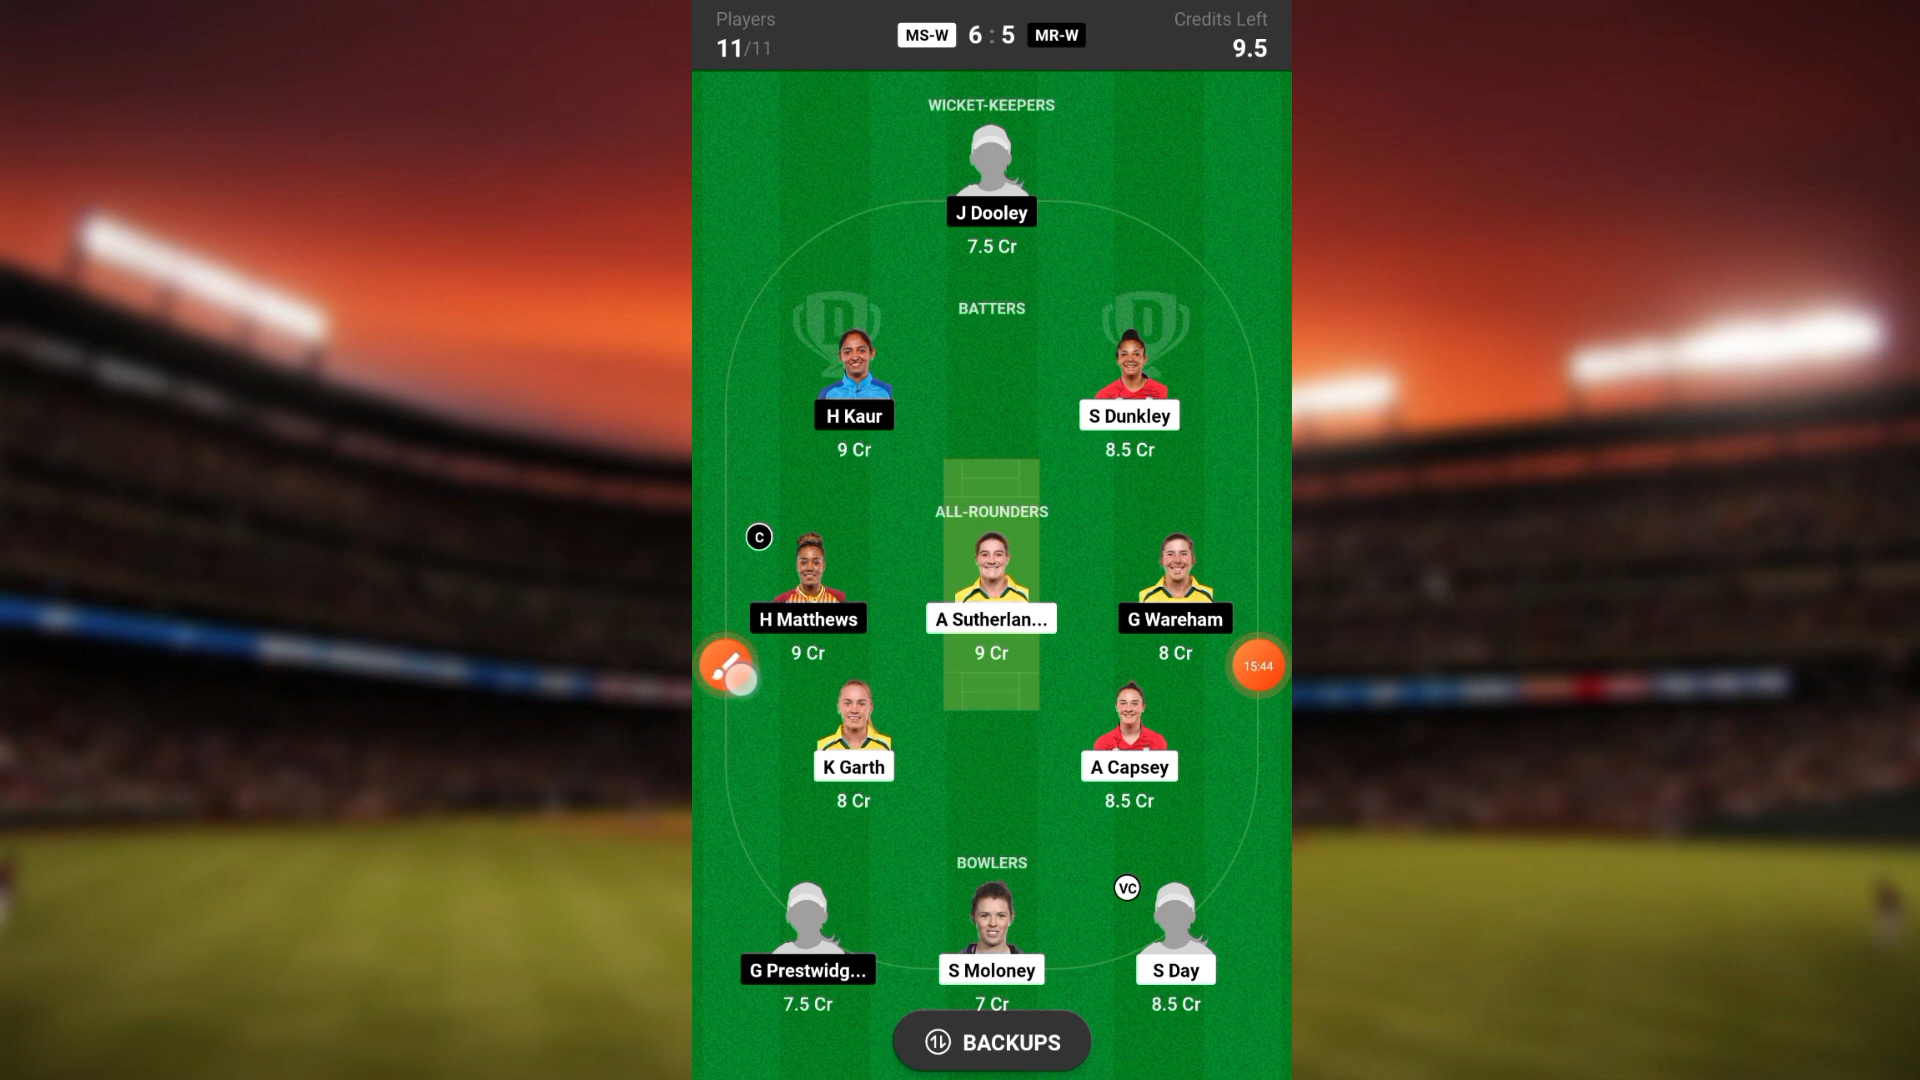 Players
Credits Left
MS-W 6 : 5 MR-W
11/11
9.5
WICKET-KEEPERS
J Dooley
7.5 Cr
BATTERS
D
D
H Kaur
S Dunkley
9 Cr
8.5 Cr
ALL-ROUNDERS
C
H Matthews
A Sutherlan...
G Wareham
9 Cr
9 Cr
8 Cr
15:44
K Garth
A Capsey
8 Cr
8.5 Cr
BOWLERS
VC
G Prestwidg...
S Moloney
S Day
7.5 Cr
7 Cr
8.5 Cr
BACKUPS